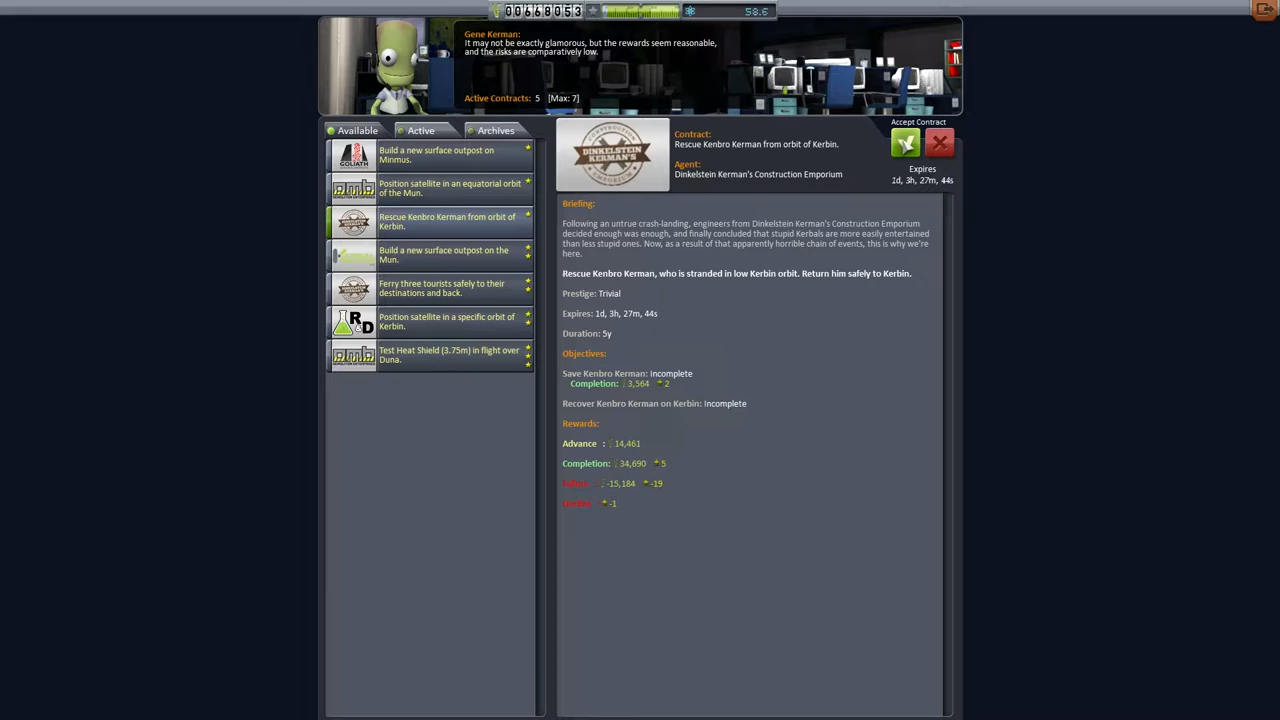 00668053
58.6
Gene Kerman:
It may not be exactly glamorous, but the rewards seem reasonable,
and the risks are comparatively low.
Active Contracts: 5 [Max: 7]
Available
Active
Archives
GOLIATH
Build a new surface outpost on
Minmus.
Position satellite in an equatorial orbit
of the Mun.
Rescue Kenbro Kerman from orbit of
Kerbin.
Build a new surface outpost on the
Mun.
Ferry three tourists safely to their
destinations and back.
R&D
Position satellite in a specific orbit of
Kerbin.
Test Heat Shield (3.75m) in flight over
Duna.
CONSTRUCTION
DINKELSTEIN
KERMAN'S
EMPORIUM
Contract:
Rescue Kenbro Kerman from orbit of Kerbin.
Agent:
Dinkelstein Kerman's Construction Emporium
Accept Contract
Expires
1d, 3h, 27m, 44s
Briefing:
Following an untrue crash-landing, engineers from Dinkelstein Kerman's Construction Emporium
decided enough was enough, and finally concluded that stupid Kerbals are more easily entertained
than less stupid ones. Now, as a result of that apparently horrible chain of events, this is why we're
here.
Rescue Kenbro Kerman, who is stranded in low Kerbin orbit. Return him safely to Kerbin.
Prestige: Trivial
Expires: 1d, 3h, 27m, 44s
Duration: 5y
Objectives:
Save Kenbro Kerman: Incomplete
Completion: 3,564 2
Recover Kenbro Kerman on Kerbin: Incomplete
Rewards:
Advance : 14,461
Completion: 34,690 5
-15,184 -19
-1